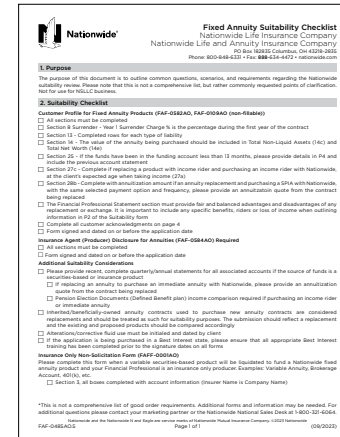 Nationwide®
Fixed Annuity Suitability Checklist
Nationwide Life Insurance Company
Nationwide Life and Annuity Insurance Company
PO Box 182835 Columbus, OH 43218-2835
Phone: 800-848-6331 • Fax: 888-634-4472 • nationwide.com
1. Purpose
The purpose of this document is to outline common questions, scenarios, and requirements regarding the Nationwide
suitability review. Please note that this is not a comprehensive list, but rather commonly requested points of clarification.
Not for use for NSLLC business.
2. Suitability Checklist
Customer Profile for Fixed Annuity Products (FAF-0582AO, FAF-0109AO (non-fillable))
All sections must be completed
Section 8 Surrender - Year 1 Surrender Charge % is the percentage during the first year of the contract
Section 13 - Completed rows for each type of liability
Section 14 - The value of the annuity being purchased should be included in Total Non-Liquid Assets (14c) and
Total Net Worth (14e)
Section 25 - If the funds have been in the funding account less than 13 months, please provide details in P4 and
include the previous account statement
Section 27c - Complete if replacing a product with income rider and purchasing an income rider with Nationwide,
at the client's expected age when taking income (27a)
Section 28b - Complete with annuitization amount if an annuity replacement and purchasing a SPIA with Nationwide,
with the same selected payment option and frequency, please provide an annuitization quote from the contract
being replaced
The Financial Professional Statement section must provide fair and balanced advantages and disadvantages of any
replacement or exchange. It is important to include any specific benefits, riders or loss of income when outlining
information in P2 of the Suitability form
Complete all customer acknowledgments on page 4
Form signed and dated on or before the application date
Insurance Agent (Producer) Disclosure for Annuities (FAF-0584AO) Required
All sections must be completed
Form signed and dated on or before the application date
Additional Suitability Considerations
Please provide recent, complete quarterly/annual statements for all associated accounts if the source of funds is a
securities-based or insurance product
If replacing an annuity to purchase an immediate annuity with Nationwide, please provide an annuitization
quote from the contract being replaced
Pension Election Documents (Defined Benefit plan) income comparison required if purchasing an income rider
or immediate annuity
Inherited/beneficially-owned annuity contracts used to purchase new annuity contracts are considered
replacements and should be treated as such for suitability purposes. The submission should reflect a replacement
and the existing and proposed products should be compared accordingly
Alterations/corrective fluid use must be initialed and dated by client
If the application is being purchased in a Best Interest state, please ensure that all appropriate Best Interest
training has been completed prior to the signature dates on all forms
Insurance Only Non-Solicitation Form (FAFF-0001AO)
Please complete this form when a variable securities-based product will be liquidated to fund a Nationwide fixed
annuity product and your Financial Professional is an insurance only producer. Examples: Variable Annuity, Brokerage
Account, 401(k), etc.
Section 3, all boxes completed with account information (Insurer Name is Company Name)
*This is not a comprehensive list of good order requirements. Additional forms and information may be needed. For
additional questions please contact your marketing partner or the Nationwide National Sales Desk at 1-800-321-6064.
Nationwide and the Nationwide N and Eagle are service marks of Nationwide Mutual Insurance Company. ©2023 Nationwide
FAF-0485AO.5
Page 1 of 1
(09/2023)